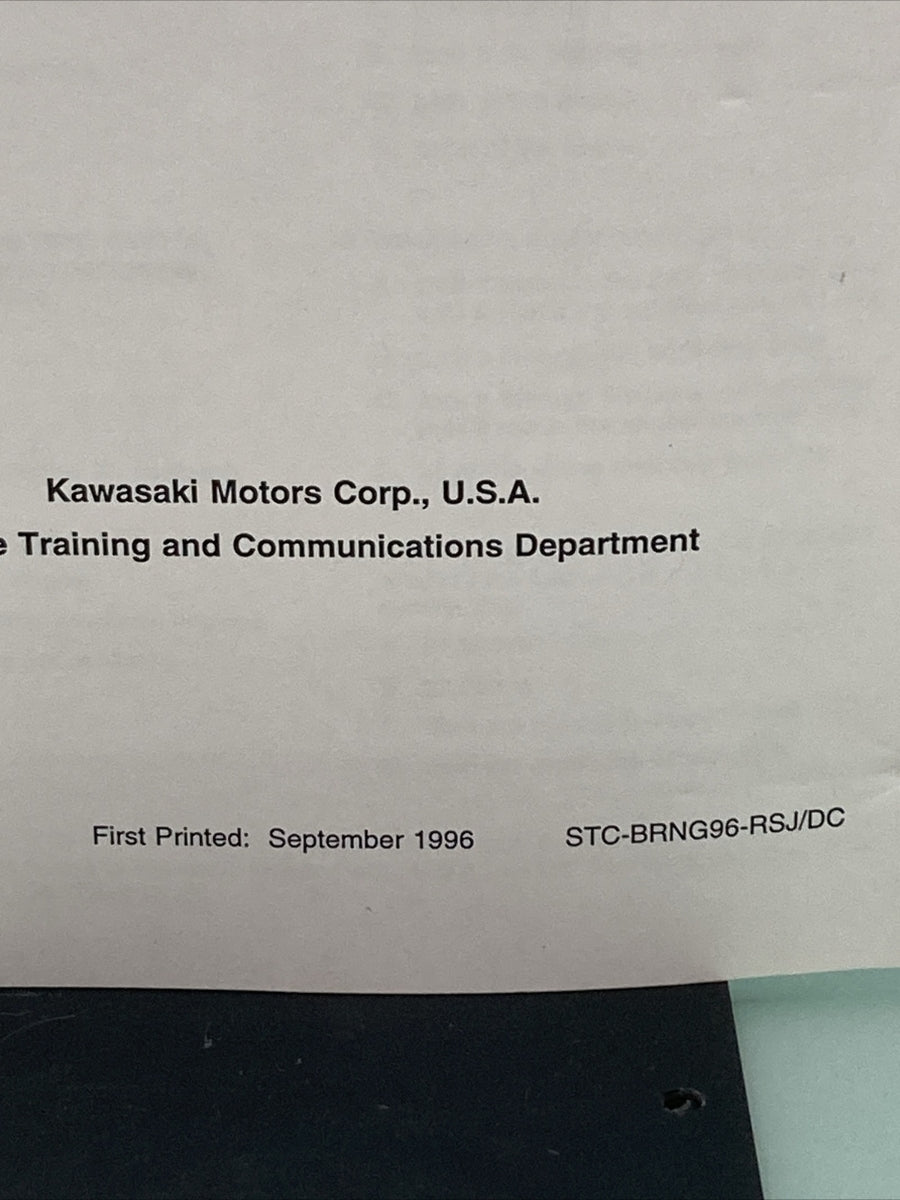 Kawasaki Motors Corp., U.S.A.
e Training and Communications Department
First Printed: September 1996 STC-BRNG96-RSJ/DC